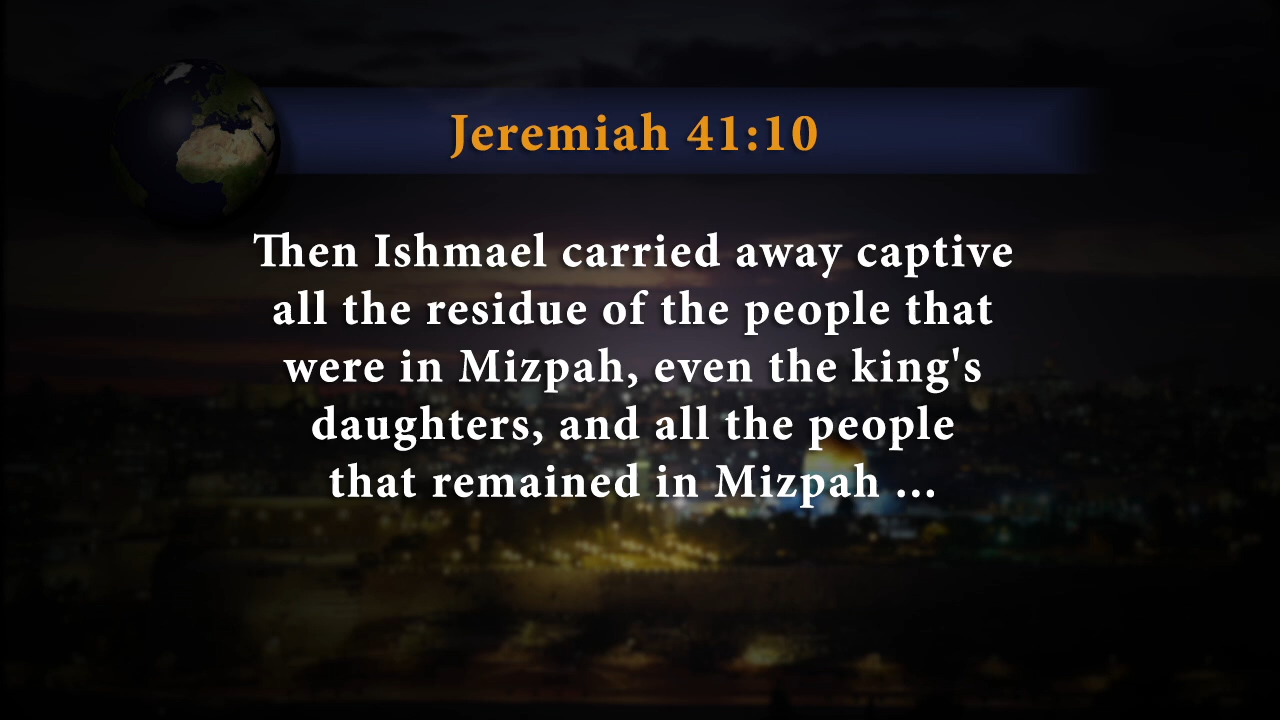 Jeremiah 41:10
Then Ishmael carried away captive
all the residue of the people that
were in Mizpah, even the king's
daughters, and all the people
that remained in Mizpah ...